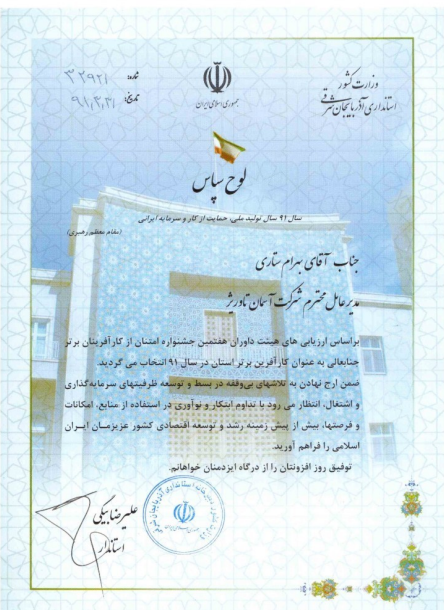 وزارت کشور
استانداری آذربایجان شرقی
جمهوری اسلامی ایران
شماره: ۳۲۹۲۱
تاریخ: ۹۱,۴,۳۱
لوح سپاس
سال ۹۱ سال تولید ملی، حمایت از کار و سرمایه ایرانی
(مقام معظم رهبری)
جناب آقای بهرام ستاری
مدیرعامل محترم شرکت آسمان تاوریژ
براساس ارزیابی های هیئت داوران هفتمین جشنواره امتنان از کارآفرینان برتر
جنابعالی به عنوان کارآفرین برتر استان در سال ۹۱ انتخاب می گردید.
ضمن ارج نهادن به تلاشهای بی‌وقفه در بسط و توسعه ظرفیتهای سرمایه گذاری
و اشتغال، انتظار می رود با تداوم ابتکار و نوآوری در استفاده از منابع، امکانات
و فرصتها، بیش از پیش زمینه رشد و توسعه اقتصادی کشور عزیزمان ایران
اسلامی را فراهم آورید.
توفیق روز افزونتان را از درگاه ایزدمنان خواهانم.
علیرضا بیگی
استاندار